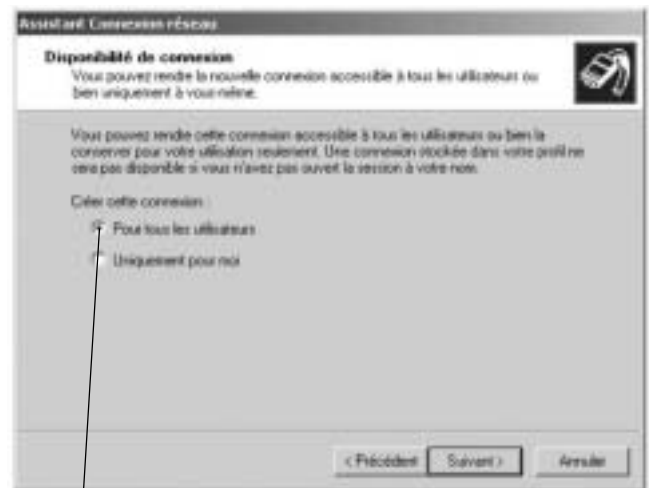 Assistant Connexion réseau
Disponibilité de connexion
Vous pouvez rendre la nouvelle connexion accessible à tous les utilisateurs ou
bien uniquement à vous-même.
Vous pouvez rendre cette connexion accessible à tous les utilisateurs ou bien la
conserver pour votre utilisation seulement. Une connexion stockée dans votre profil ne
sera pas disponible si vous n'avez pas ouvert la session à votre nom.
Créer cette connexion :
Pour tous les utilisateurs
Uniquement pour moi
< Précédent
Suivant >
Annuler